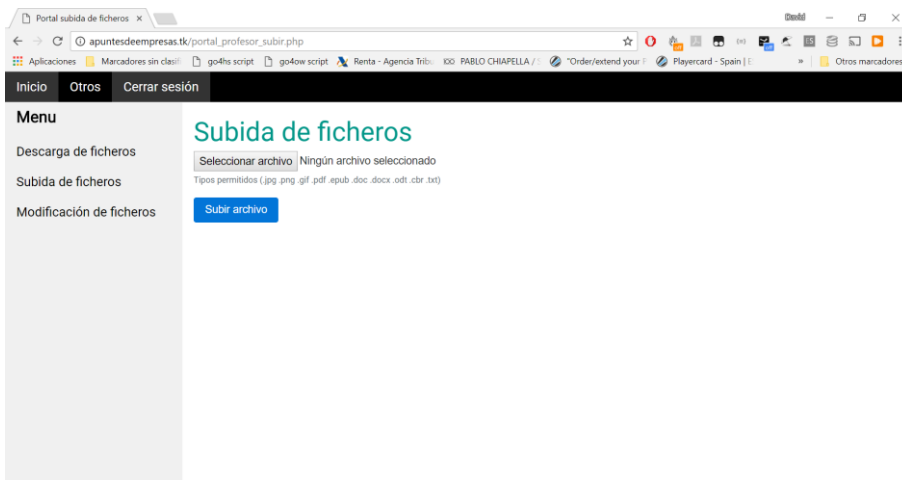 Portal subida de ficheros
David
apuntesdeempresas.tk/portal_profesor_subir.php
Aplicaciones Marcadores sin clasifi go4hs script go4ow script Renta - Agencia Tribu PABLO CHIAPELLA / "Order/extend your Playercard - Spain | E » Otros marcadores
Inicio Otros Cerrar sesión
Menu
Descarga de ficheros
Subida de ficheros
Modificación de ficheros
Subida de ficheros
Seleccionar archivo Ningún archivo seleccionado
Tipos permitidos (.jpg .png .gif .pdf .epub .doc .docx .odt .cbr .txt)
Subir archivo